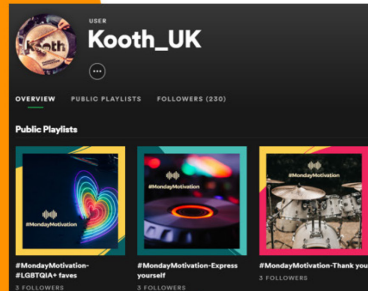 Kooth
USER
Kooth_UK
OVERVIEW PUBLIC PLAYLISTS FOLLOWERS (230)
Public Playlists
#MondayMotivation
#MondayMotivation
#MondayMotivation
#MondayMotivation-
#LGBTQIA+ faves
3 FOLLOWERS
#MondayMotivation-Express
yourself
3 FOLLOWERS
#MondayMotivation-Thank you
3 FOLLOWERS